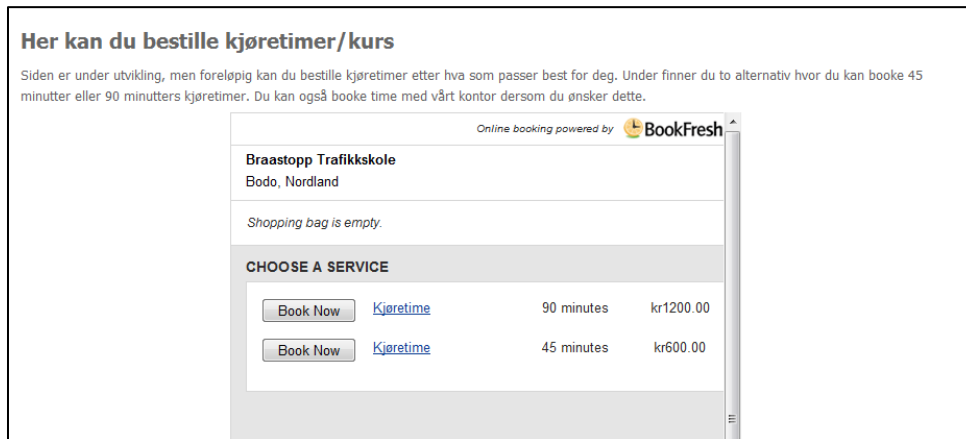 Her kan du bestille kjøretimer/kurs
Siden er under utvikling, men foreløpig kan du bestille kjøretimer etter hva som passer best for deg. Under finner du to alternativ hvor du kan booke 45
minutter eller 90 minutters kjøretimer. Du kan også booke time med vårt kontor dersom du ønsker dette.
Online booking powered by BookFresh
Braastopp Trafikkskole
Bodo, Nordland
Shopping bag is empty.
CHOOSE A SERVICE
Book Now Kjøretime 90 minutes kr1200.00
Book Now Kjøretime 45 minutes kr600.00